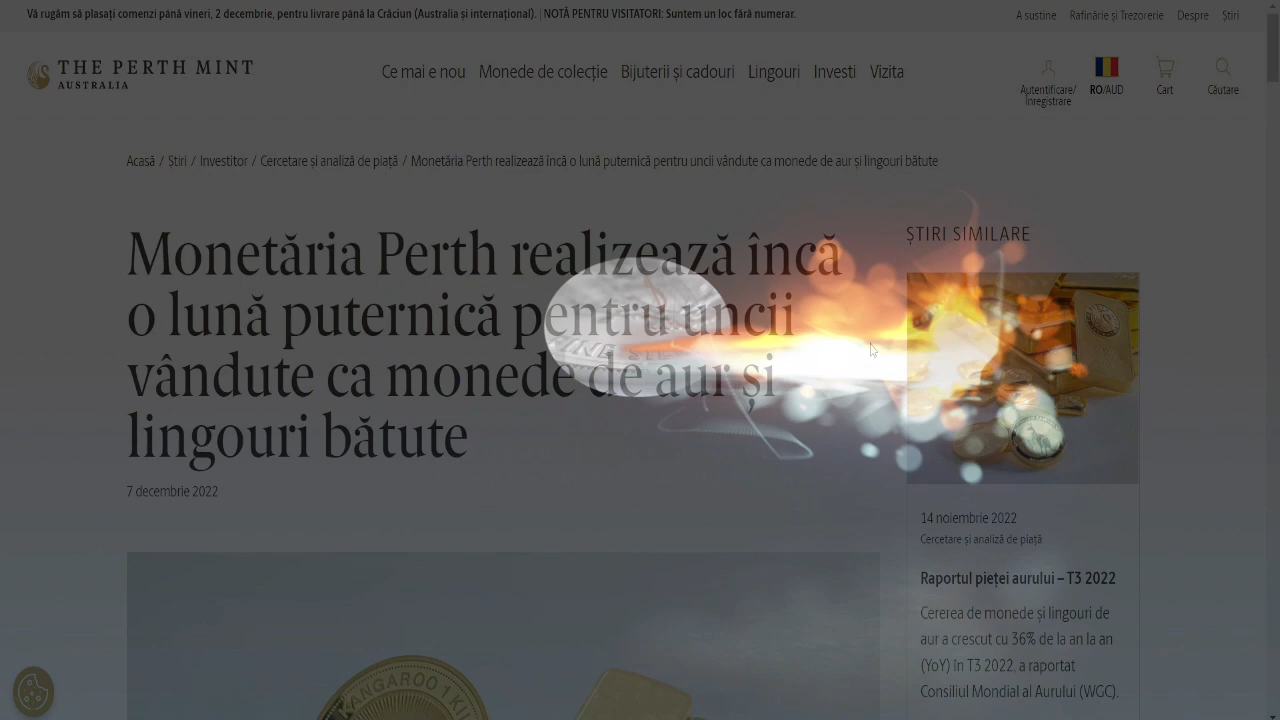 Vă rugăm să plasați comenzi până vineri, 2 decembrie, pentru livrare până la Crăciun (Australia și internațional). | NOTĂ PENTRU VISITATORI: Suntem un loc fără numerar.
A sustine Rafinărie și Trezorerie Despre Știri
THE PERTH MINT
AUSTRALIA
Ce mai e nou Monede de colecție Bijuterii și cadouri Lingouri Investi Vizita
Autentificare/
Înregistrare
RO/AUD
Cart
Căutare
Acasă / Știri / Investitor / Cercetare și analiză de piață / Monetăria Perth realizează încă o lună puternică pentru uncii vândute ca monede de aur și lingouri bătute
Monetăria Perth realizează încă
o lună puternică pentru uncii
vândute ca monede de aur și
lingouri bătute
7 decembrie 2022
ȘTIRI SIMILARE
14 noiembrie 2022
Cercetare și analiză de piață
Raportul pieței aurului – T3 2022
Cererea de monede și lingouri de
aur a crescut cu 36% de la an la an
(YoY) în T3 2022, a raportat
Consiliul Mondial al Aurului (WGC).
KANGAROO 1 KIL